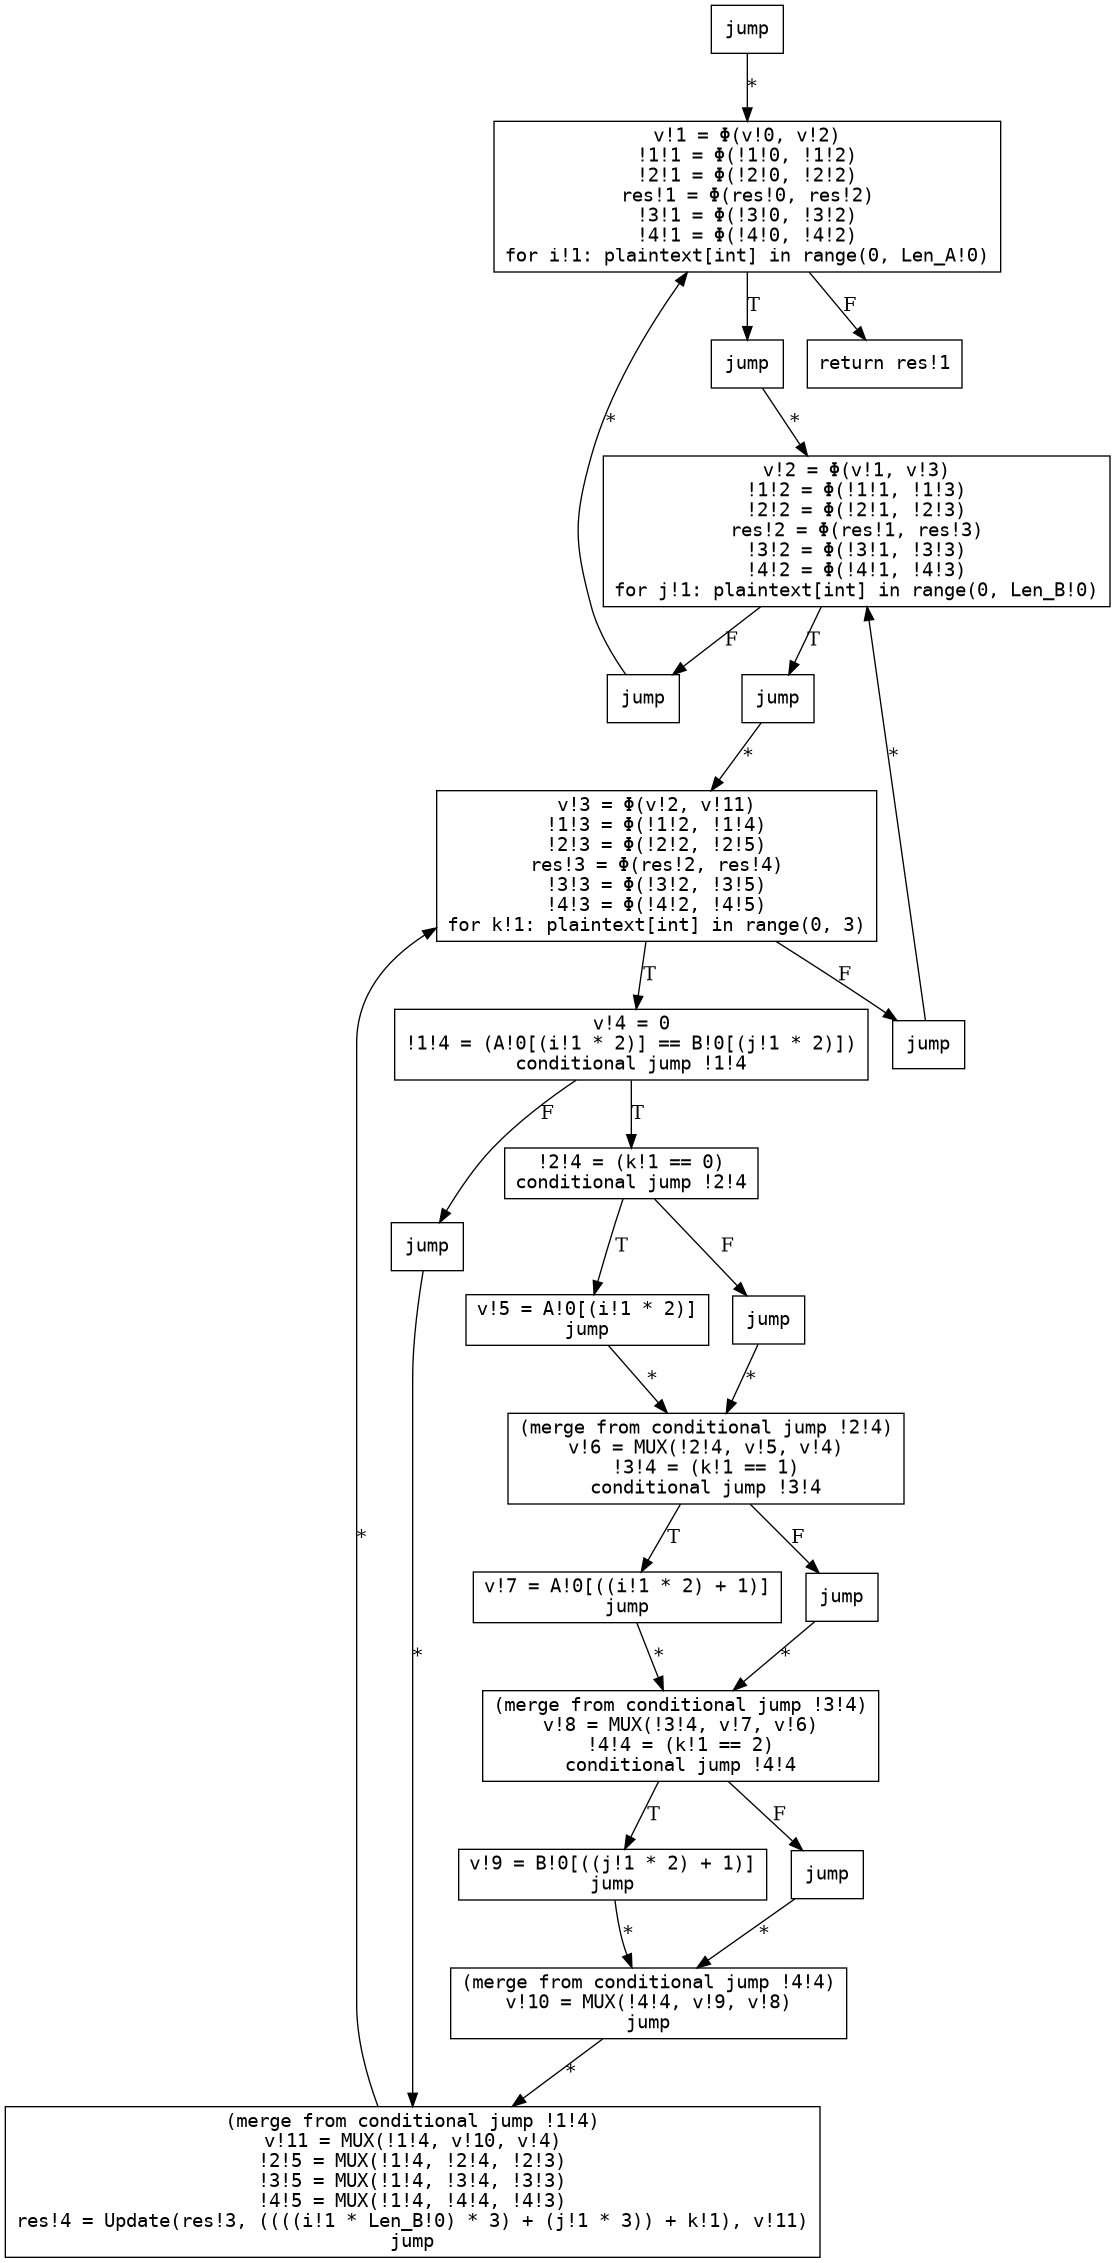 jump
*
v!1 = Φ(v!0, v!2)
!1!1 = Φ(!1!0, !1!2)
!2!1 = Φ(!2!0, !2!2)
res!1 = Φ(res!0, res!2)
!3!1 = Φ(!3!0, !3!2)
!4!1 = Φ(!4!0, !4!2)
for i!1: plaintext[int] in range(0, Len_A!0)
T
F
jump
return res!1
*
*
v!2 = Φ(v!1, v!3)
!1!2 = Φ(!1!1, !1!3)
!2!2 = Φ(!2!1, !2!3)
res!2 = Φ(res!1, res!3)
!3!2 = Φ(!3!1, !3!3)
!4!2 = Φ(!4!1, !4!3)
for j!1: plaintext[int] in range(0, Len_B!0)
F
T
jump
jump
*
*
v!3 = Φ(v!2, v!11)
!1!3 = Φ(!1!2, !1!4)
!2!3 = Φ(!2!2, !2!5)
res!3 = Φ(res!2, res!4)
!3!3 = Φ(!3!2, !3!5)
!4!3 = Φ(!4!2, !4!5)
for k!1: plaintext[int] in range(0, 3)
T
F
v!4 = 0
!1!4 = (A!0[(i!1 * 2)] == B!0[(j!1 * 2)])
conditional jump !1!4
jump
F
T
!2!4 = (k!1 == 0)
conditional jump !2!4
jump
T
F
v!5 = A!0[(i!1 * 2)]
jump
jump
*
*
(merge from conditional jump !2!4)
v!6 = MUX(!2!4, v!5, v!4)
!3!4 = (k!1 == 1)
conditional jump !3!4
*
T
F
v!7 = A!0[((i!1 * 2) + 1)]
jump
jump
*
*
*
(merge from conditional jump !3!4)
v!8 = MUX(!3!4, v!7, v!6)
!4!4 = (k!1 == 2)
conditional jump !4!4
T
F
v!9 = B!0[((j!1 * 2) + 1)]
jump
jump
*
*
(merge from conditional jump !4!4)
v!10 = MUX(!4!4, v!9, v!8)
jump
*
(merge from conditional jump !1!4)
v!11 = MUX(!1!4, v!10, v!4)
!2!5 = MUX(!1!4, !2!4, !2!3)
!3!5 = MUX(!1!4, !3!4, !3!3)
!4!5 = MUX(!1!4, !4!4, !4!3)
res!4 = Update(res!3, ((((i!1 * Len_B!0) * 3) + (j!1 * 3)) + k!1), v!11)
jump